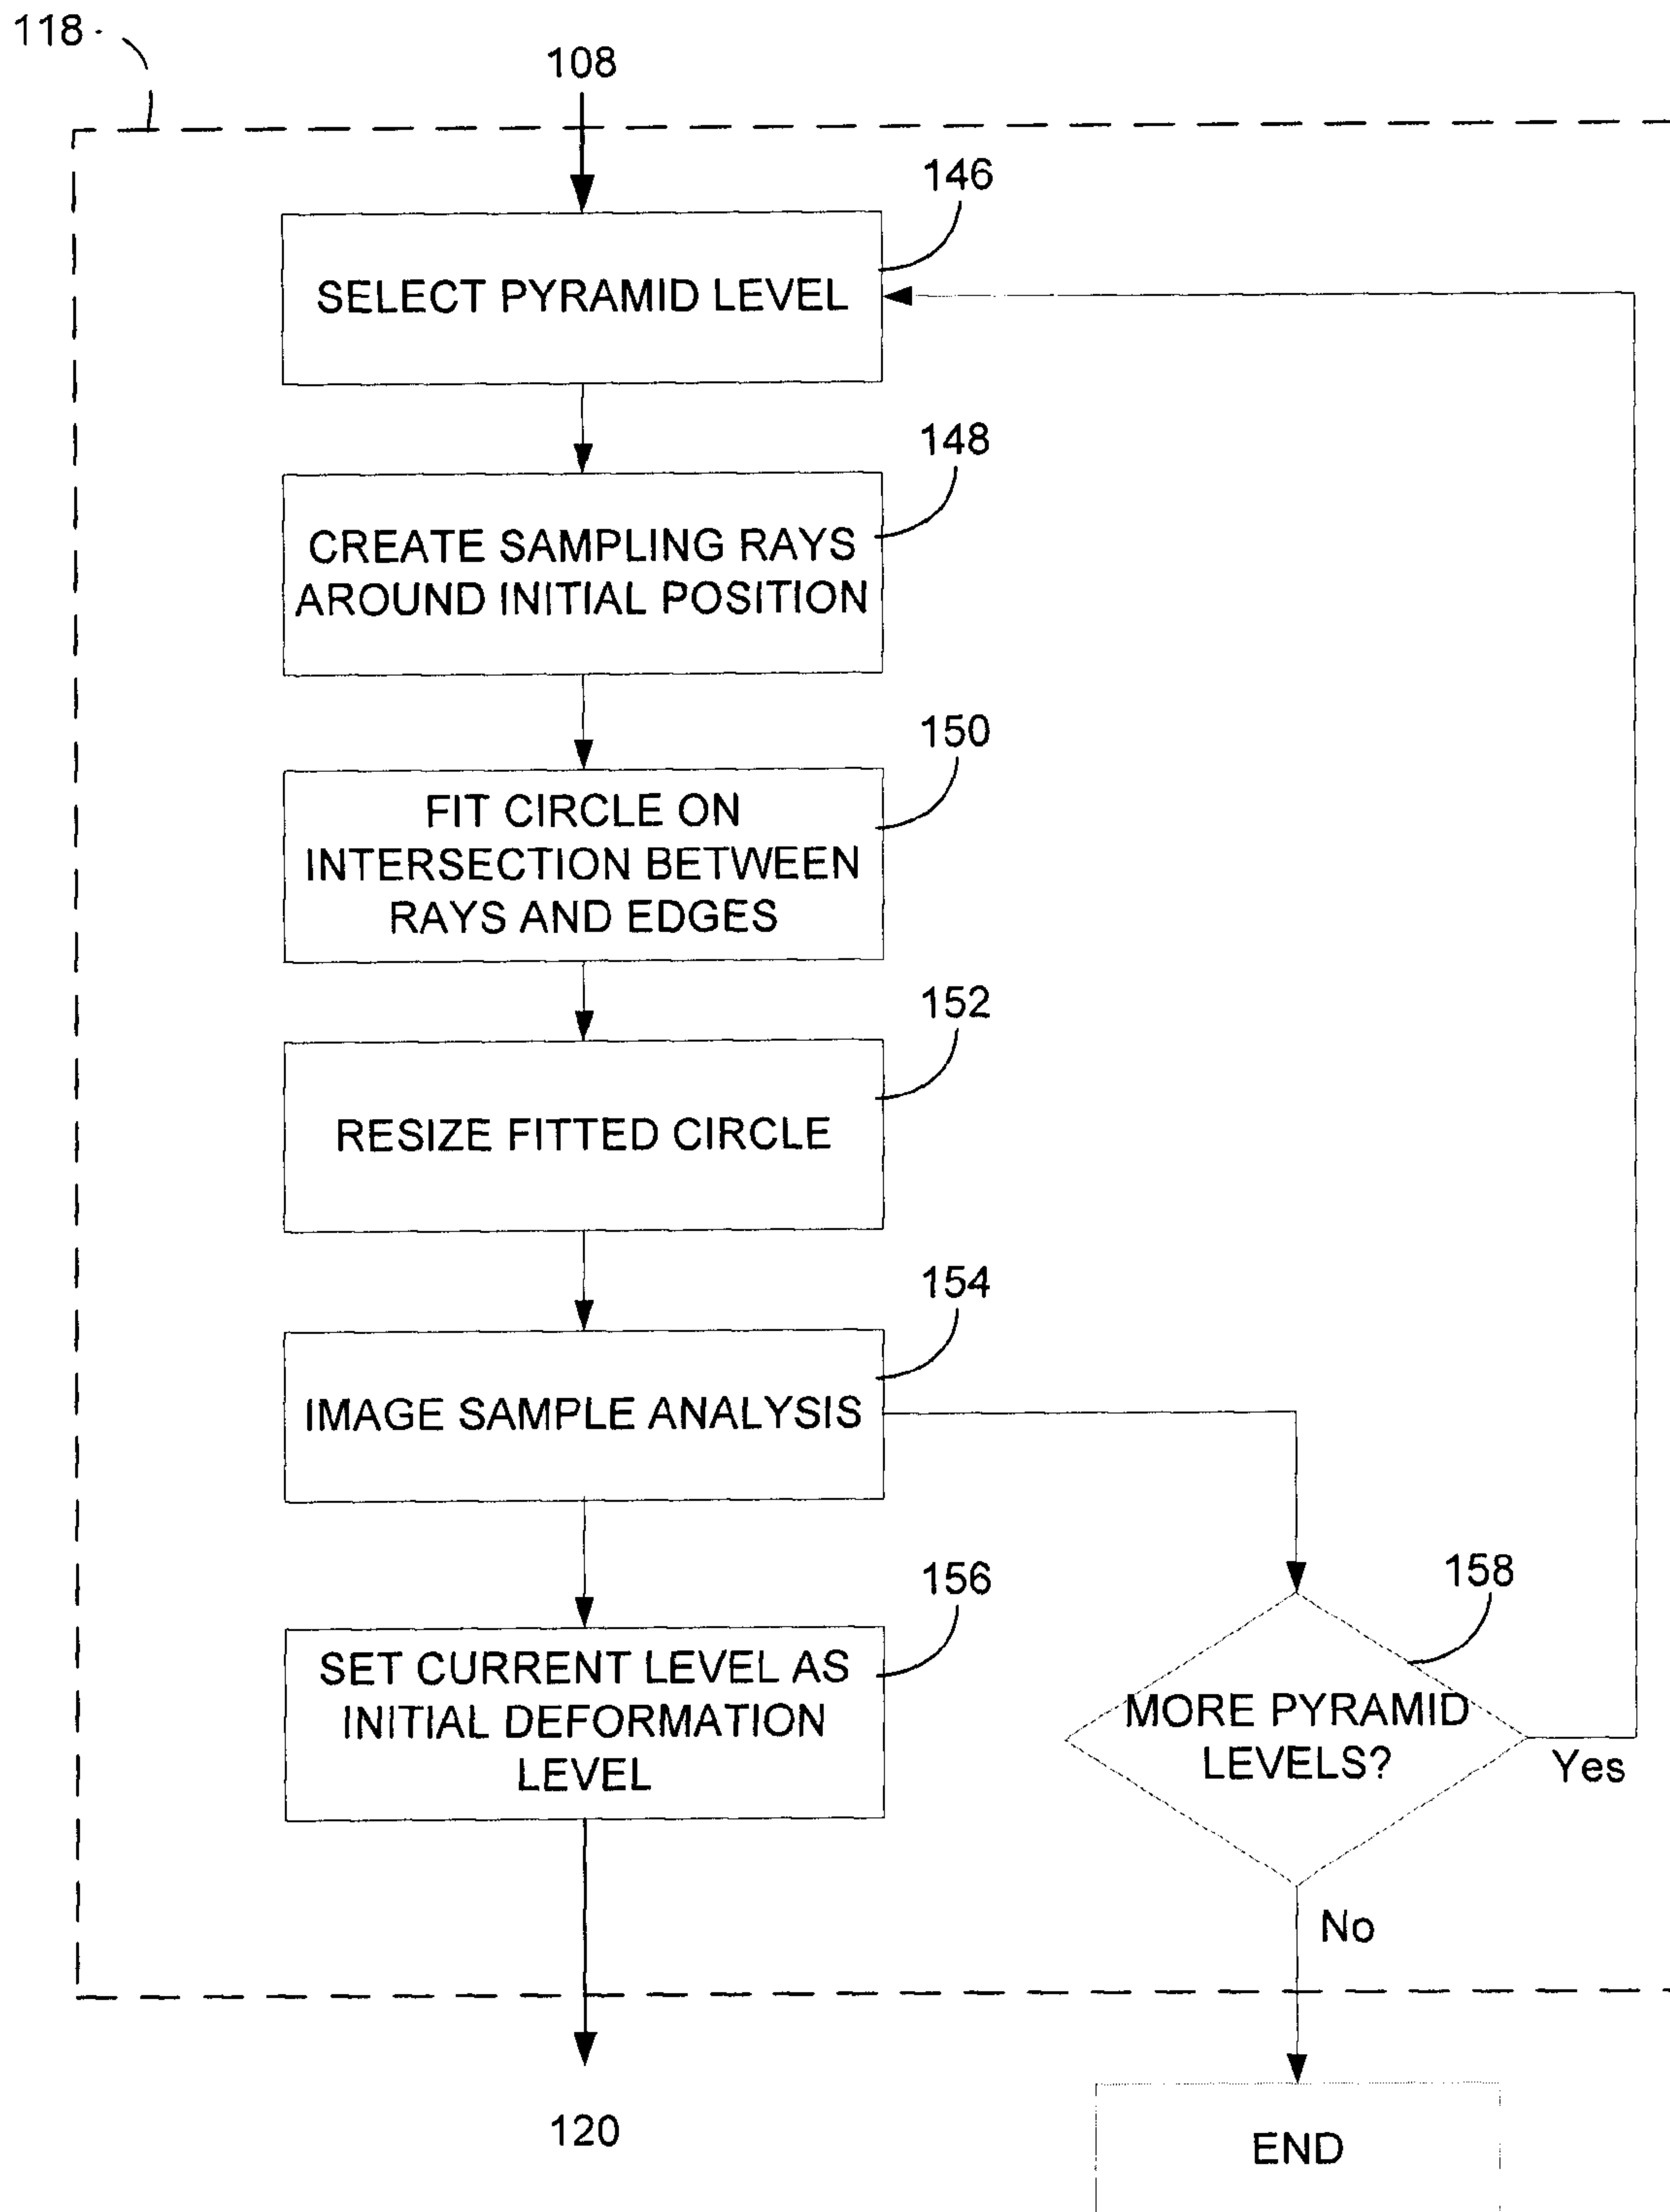 118
108
146
SELECT PYRAMID LEVEL
148
CREATE SAMPLING RAYS
AROUND INITIAL POSITION
150
FIT CIRCLE ON
INTERSECTION BETWEEN
RAYS AND EDGES
152
RESIZE FITTED CIRCLE
154
IMAGE SAMPLE ANALYSIS
156
SET CURRENT LEVEL AS
INITIAL DEFORMATION
LEVEL
158
MORE PYRAMID
LEVELS?
Yes
No
120
END